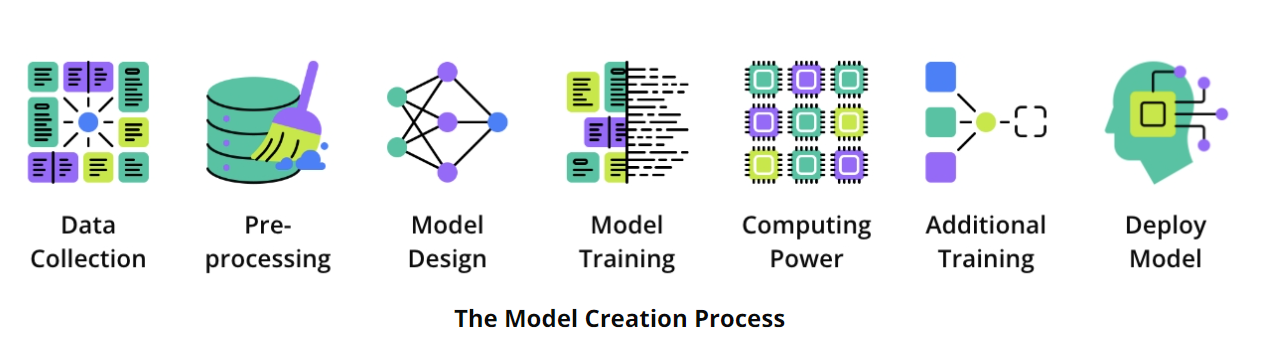 Data
Collection
Pre-
processing
Model
Design
Model
Training
Computing
Power
Additional
Training
Deploy
Model
The Model Creation Process